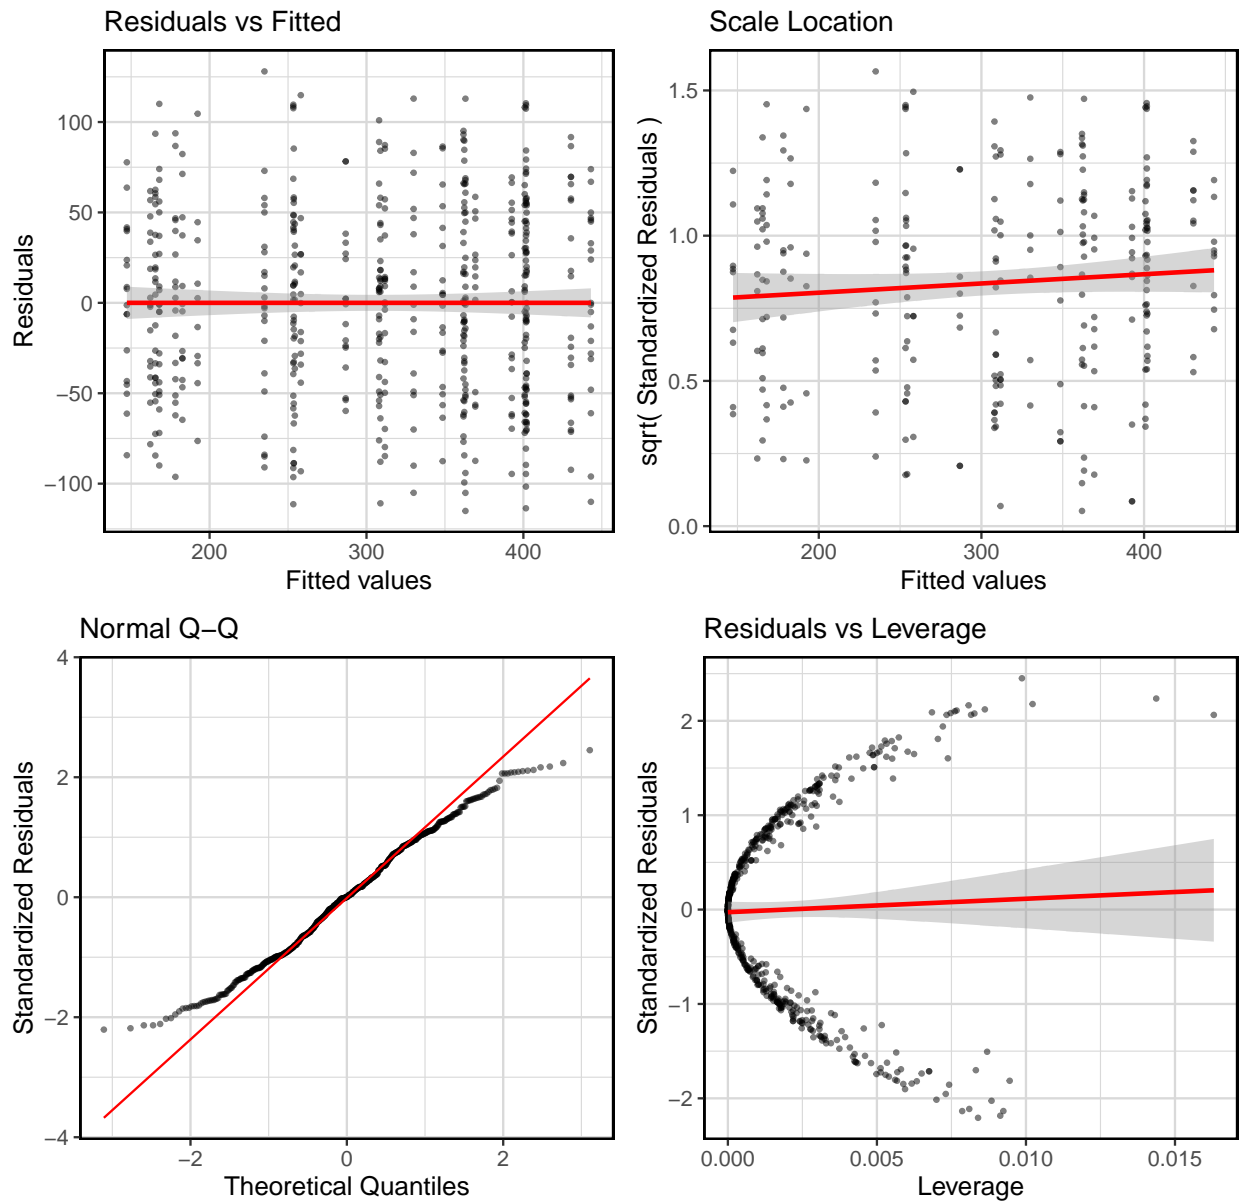 Residuals vs Fitted
Residuals
100
50
0
−50
−100
200
300
400
Fitted values
Scale Location
sqrt( Standardized Residuals )
1.5
1.0
0.5
0.0
200
300
400
Fitted values
Normal Q−Q
Standardized Residuals
4
2
0
−2
−4
−2
0
2
Theoretical Quantiles
Residuals vs Leverage
Standardized Residuals
2
1
0
−1
−2
0.000
0.005
0.010
0.015
Leverage